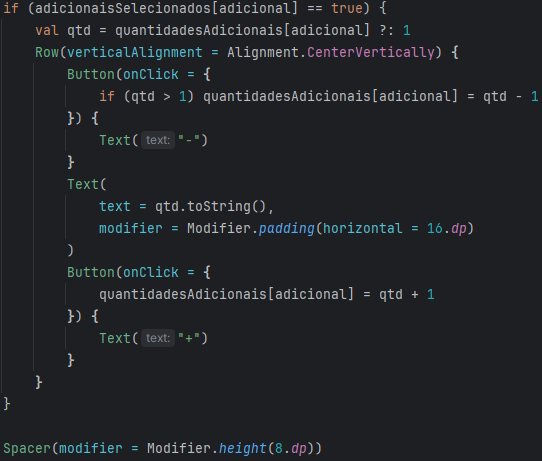 if (adicionaisSelecionados[adicional] == true) {
    val qtd = quantidadesAdicionais[adicional] ?: 1
    Row(verticalAlignment = Alignment.CenterVertically) {
        Button(onClick = {
            if (qtd > 1) quantidadesAdicionais[adicional] = qtd - 1
        }) {
            Text( text: "-")
        }
        Text(
            text = qtd.toString(),
            modifier = Modifier.padding(horizontal = 16.dp)
        )
        Button(onClick = {
            quantidadesAdicionais[adicional] = qtd + 1
        }) {
            Text( text: "+")
        }
    }
}

Spacer(modifier = Modifier.height(8.dp))